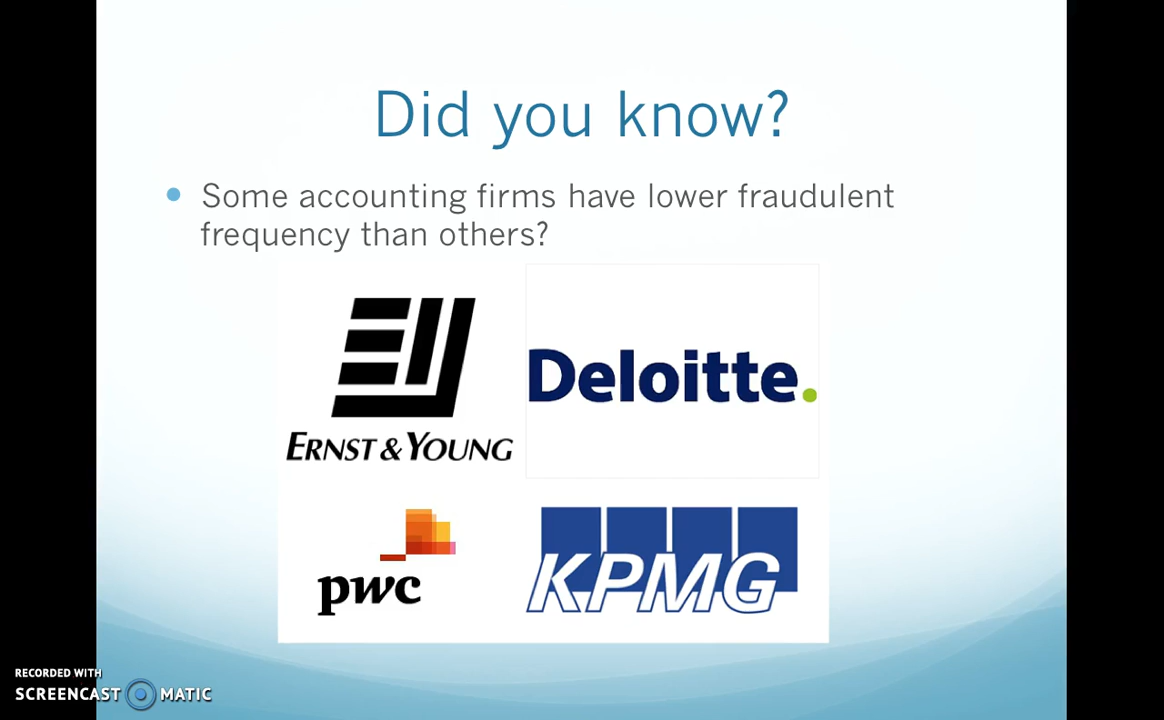 Did you know?
• Some accounting firms have lower fraudulent
frequency than others?
EY
ERNST & YOUNG
Deloitte.
pwc
KPMG
RECORDED WITH
SCREENCAST MATIC